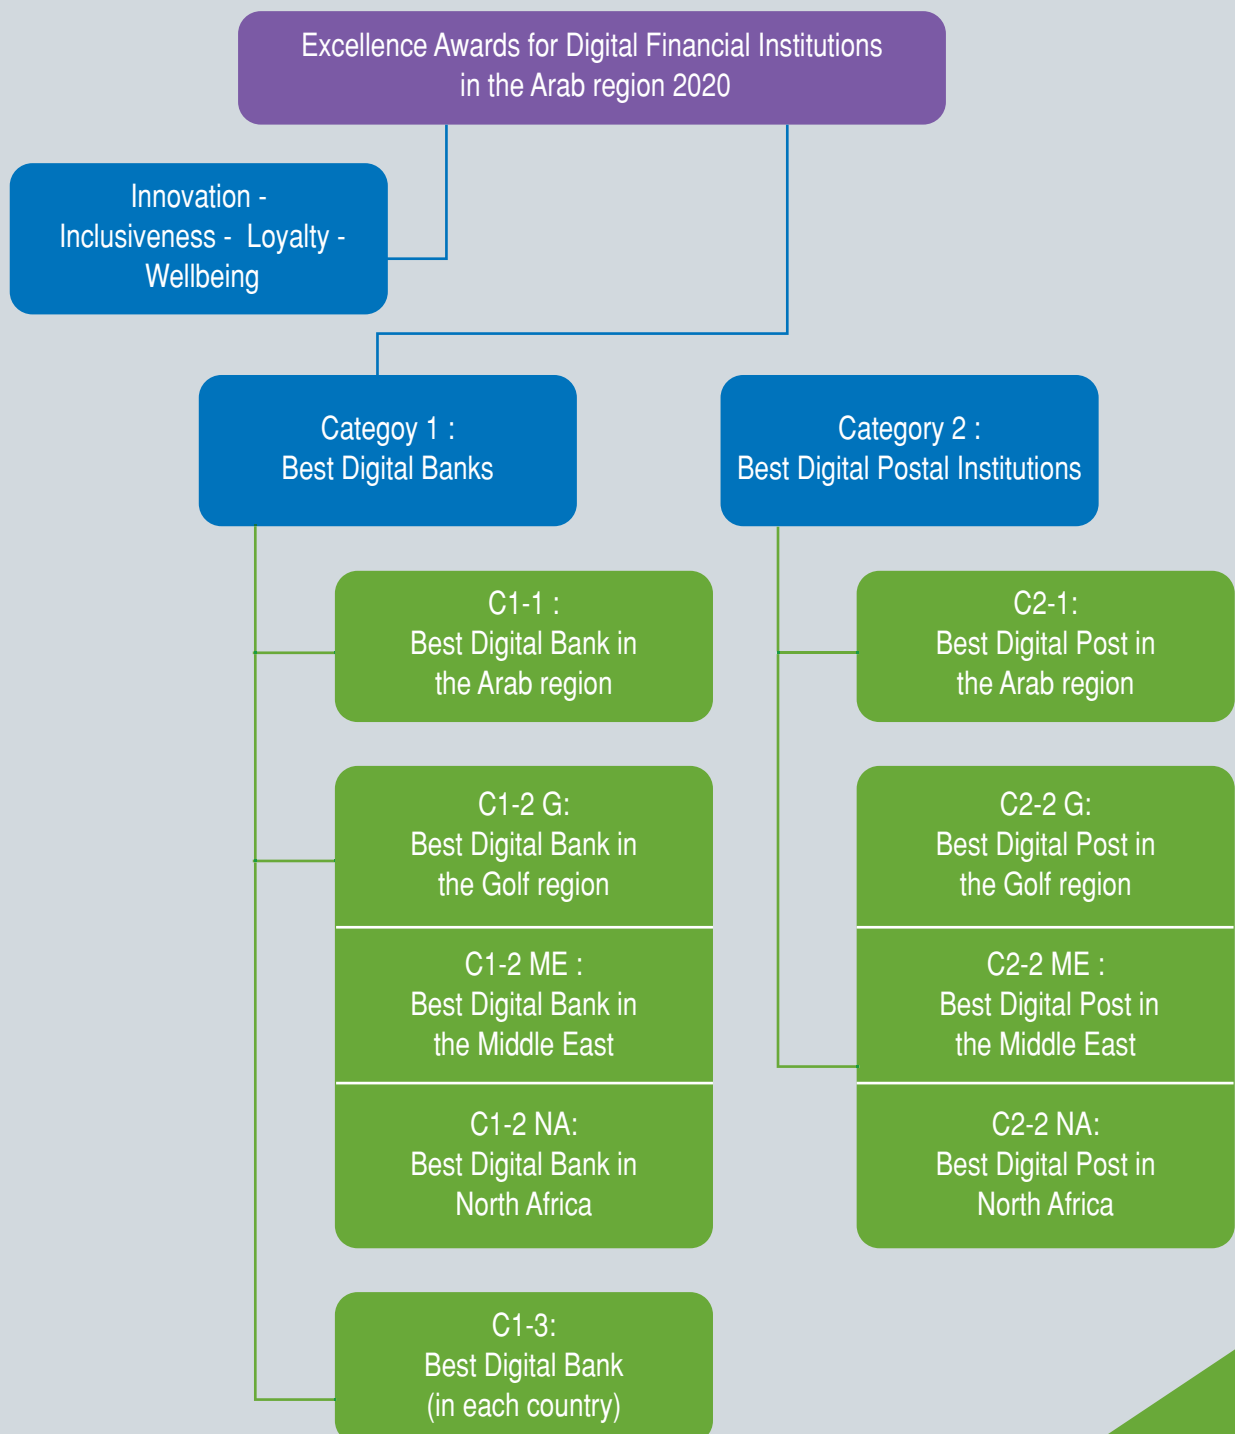 Excellence Awards for Digital Financial Institutions
in the Arab region 2020
Innovation -
Inclusiveness - Loyalty -
Wellbeing
Categoy 1 :
Best Digital Banks
Category 2 :
Best Digital Postal Institutions
C1-1 :
Best Digital Bank in
the Arab region
C2-1:
Best Digital Post in
the Arab region
C1-2 G:
Best Digital Bank in
the Golf region
C2-2 G:
Best Digital Post in
the Golf region
C1-2 ME :
Best Digital Bank in
the Middle East
C2-2 ME :
Best Digital Post in
the Middle East
C1-2 NA:
Best Digital Bank in
North Africa
C2-2 NA:
Best Digital Post in
North Africa
C1-3:
Best Digital Bank
(in each country)